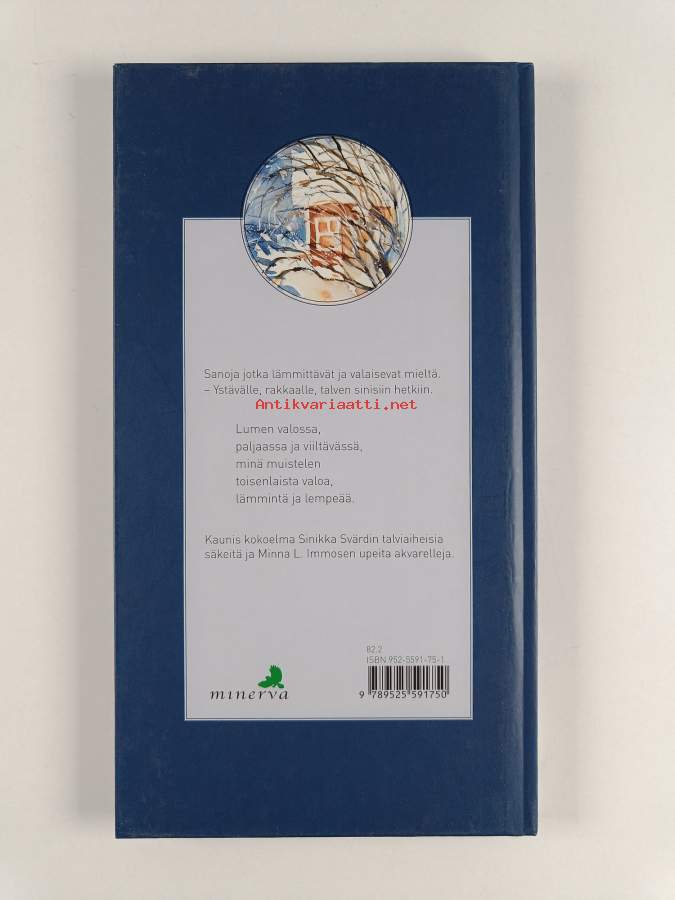 Sanoja jotka lämmittävät ja valaisevat mieltä.
– Ystävälle, rakkaalle, talven sinisiin hetkiin.
Antikvariaatti.net
Lumen valossa,
paljaassa ja viiltävässä,
minä muistelen
toisenlaista valoa,
lämmintä ja lempeää.
Kaunis kokoelma Sinikka Svärdin talviaiheisia
säkeitä ja Minna L. Immosen upeita akvarelleja.
82.2
ISBN 952-5591-75-1
minerva
9 789525 591750